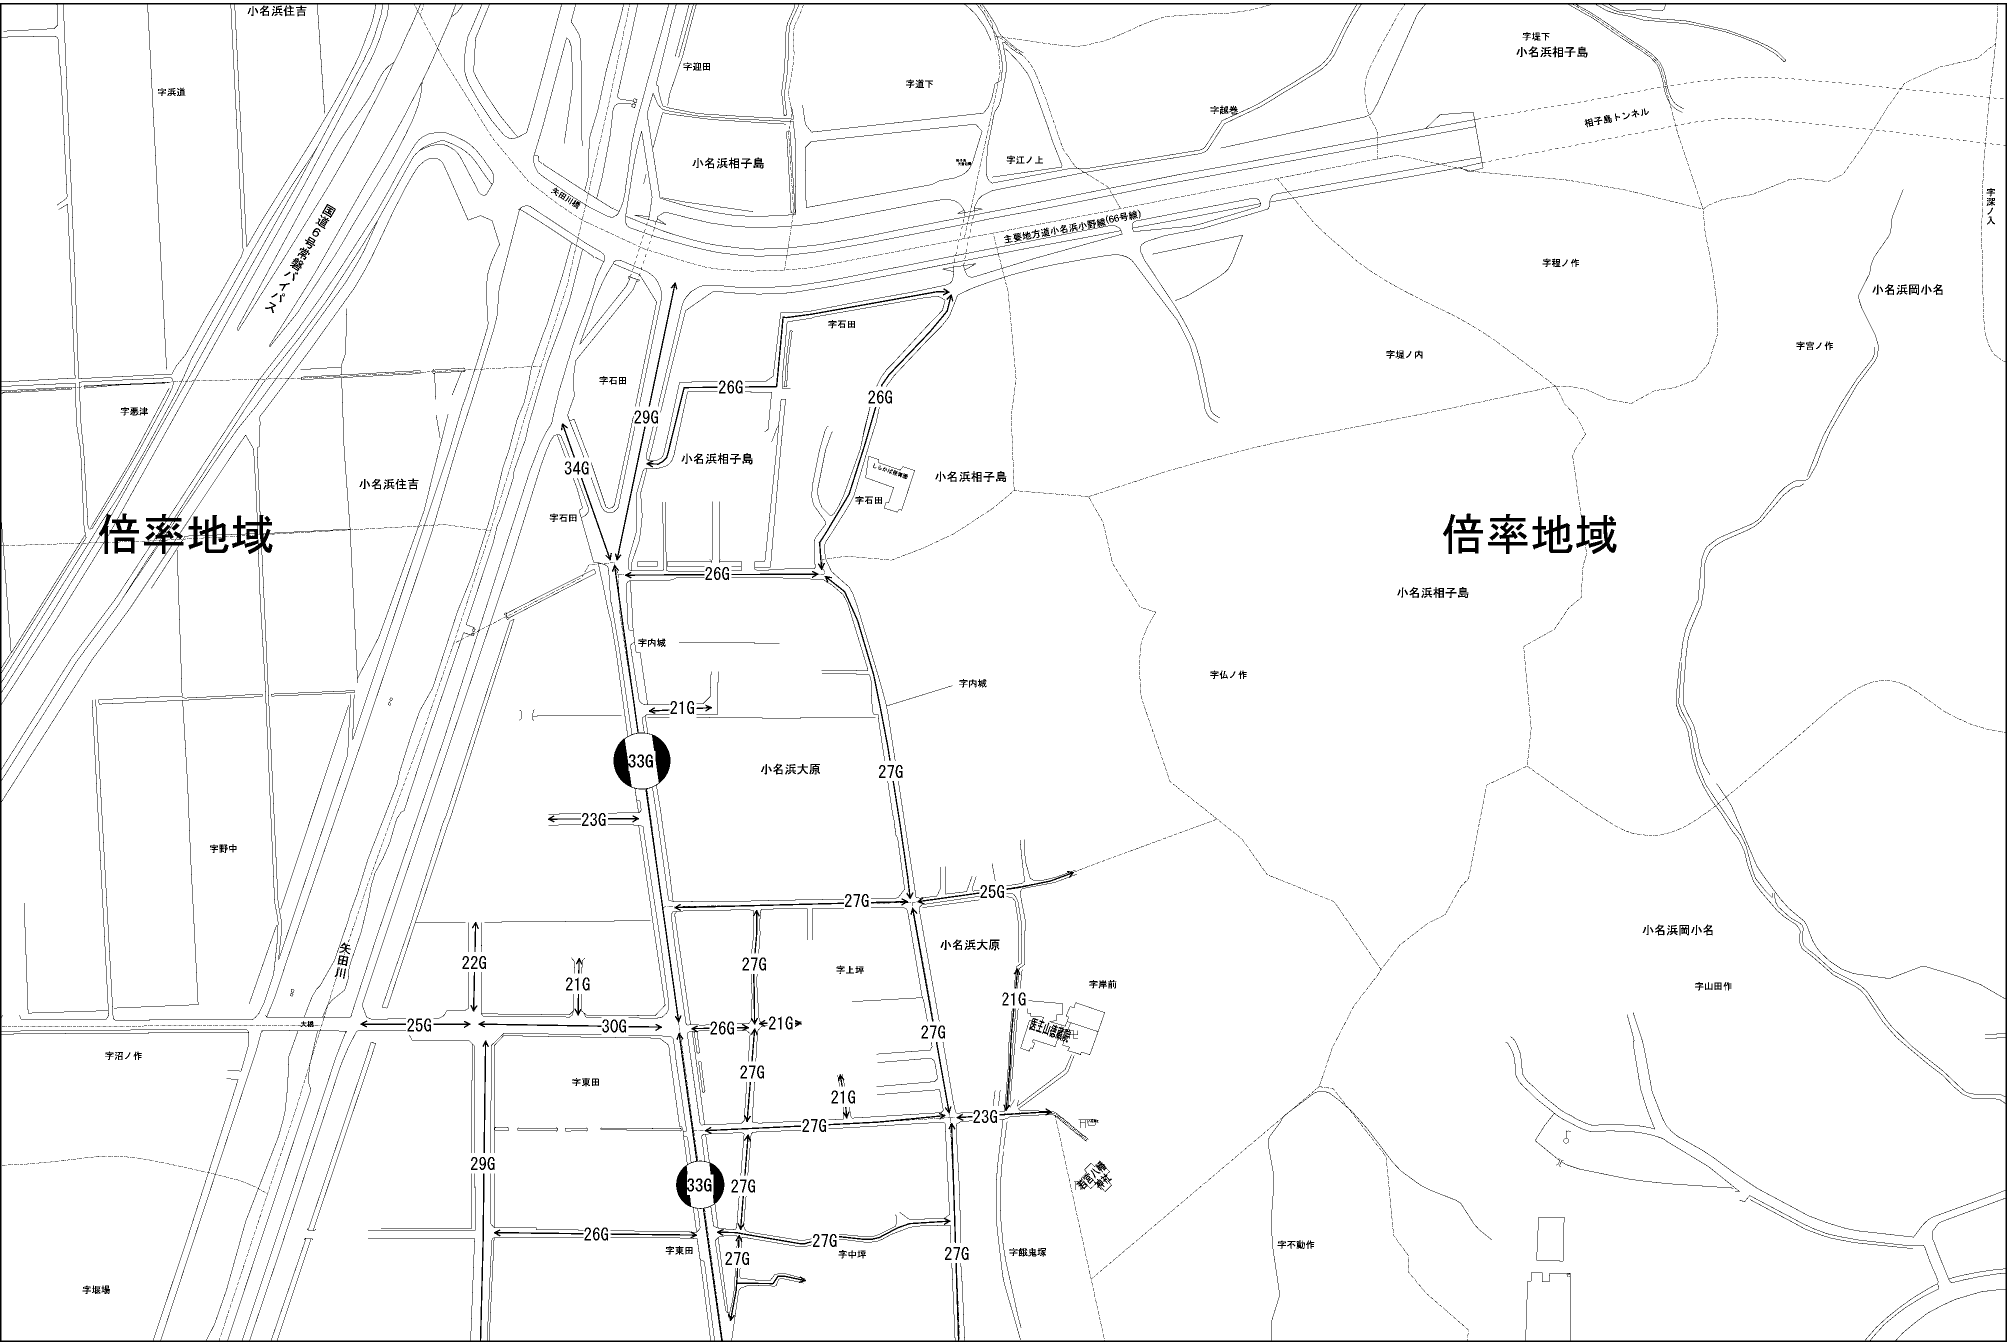 小名浜住吉
字堤下
小名浜相子島
字迎田
字道下
字浜道
字越巻
相子島トンネル
小名浜相子島
字江ノ上
矢田川橋
字深ノ入
国道6号常磐バイパス
主要地方道小名浜小野線(66号線)
字程ノ作
小名浜岡小名
字石田
字宮ノ作
字堤ノ内
字石田
26G
26G
字悪津
29G
小名浜相子島
34G
小名浜相子島
小名浜住吉
字石田
字石田
倍率地域
倍率地域
26G
小名浜相子島
字内城
字仏ノ作
字内城
21G
33G
小名浜大原
27G
23G
字野中
25G
27G
小名浜岡小名
小名浜大原
矢田川
22G
27G
字上坪
21G
字岸前
字山田作
21G
大橋
25G
30G
26G
21G
27G
字沼ノ作
27G
字東田
21G
23G
27G
29G
若宮八幡
神社
33G
27G
26G
27G
字東田
字中坪
27G
27G
字餓鬼塚
字不動作
字堰場